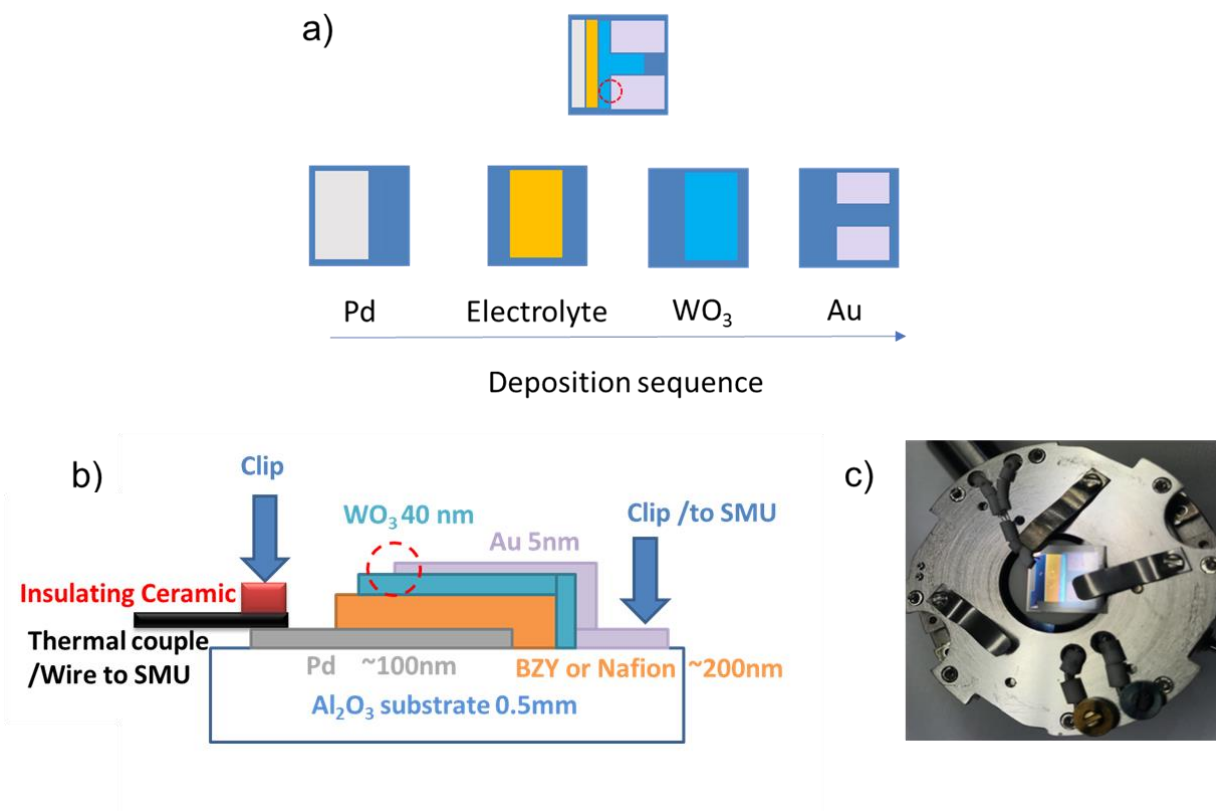 a)
Pd
Electrolyte
WO₃
Au
Deposition sequence
b)
Clip
WO₃ 40 nm
Au 5nm
Clip /to SMU
Insulating Ceramic
Thermal couple
/Wire to SMU
Pd ~100nm
BZY or Nafion ~200nm
Al₂O₃ substrate 0.5mm
c)